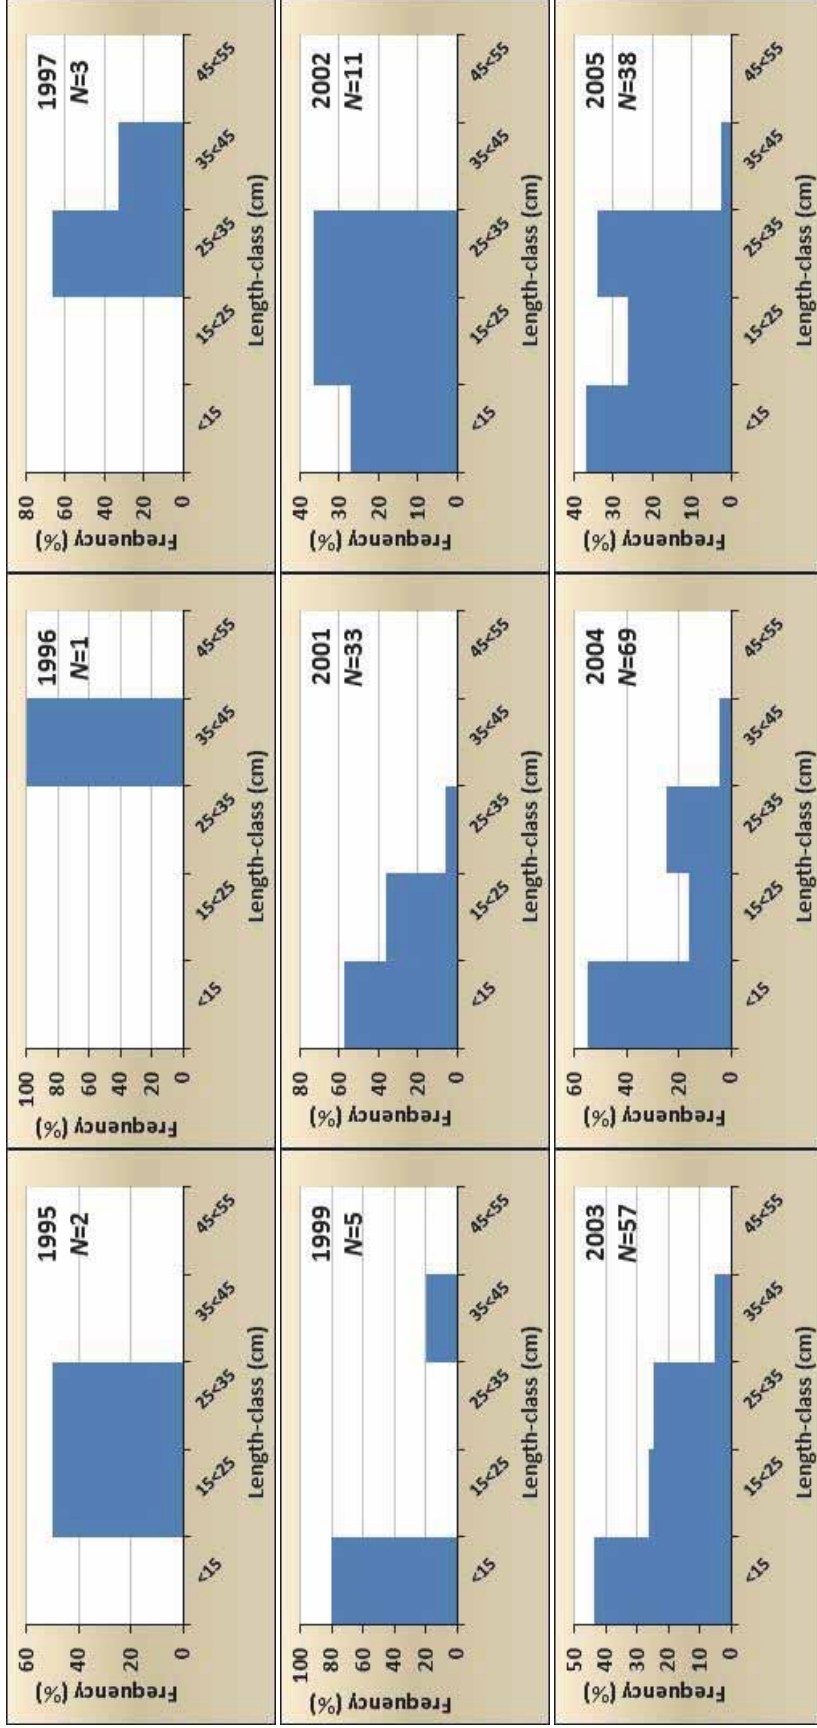 1995
N=2
Frequency (%)
60
40
20
0
<15 15<25 25<35 35<45 45<55
Length-class (cm)
1996
N=1
Frequency (%)
100
80
60
40
20
0
<15 15<25 25<35 35<45 45<55
Length-class (cm)
1997
N=3
Frequency (%)
80
60
40
20
0
<15 15<25 25<35 35<45 45<55
Length-class (cm)
1999
N=5
Frequency (%)
100
80
60
40
20
0
<15 15<25 25<35 35<45 45<55
Length-class (cm)
2001
N=33
Frequency (%)
80
60
40
20
0
<15 15<25 25<35 35<45 45<55
Length-class (cm)
2002
N=11
Frequency (%)
40
30
20
10
0
<15 15<25 25<35 35<45 45<55
Length-class (cm)
2003
N=57
Frequency (%)
50
40
30
20
10
0
<15 15<25 25<35 35<45 45<55
Length-class (cm)
2004
N=69
Frequency (%)
60
40
20
0
<15 15<25 25<35 35<45 45<55
Length-class (cm)
2005
N=38
Frequency (%)
40
30
20
10
0
<15 15<25 25<35 35<45 45<55
Length-class (cm)